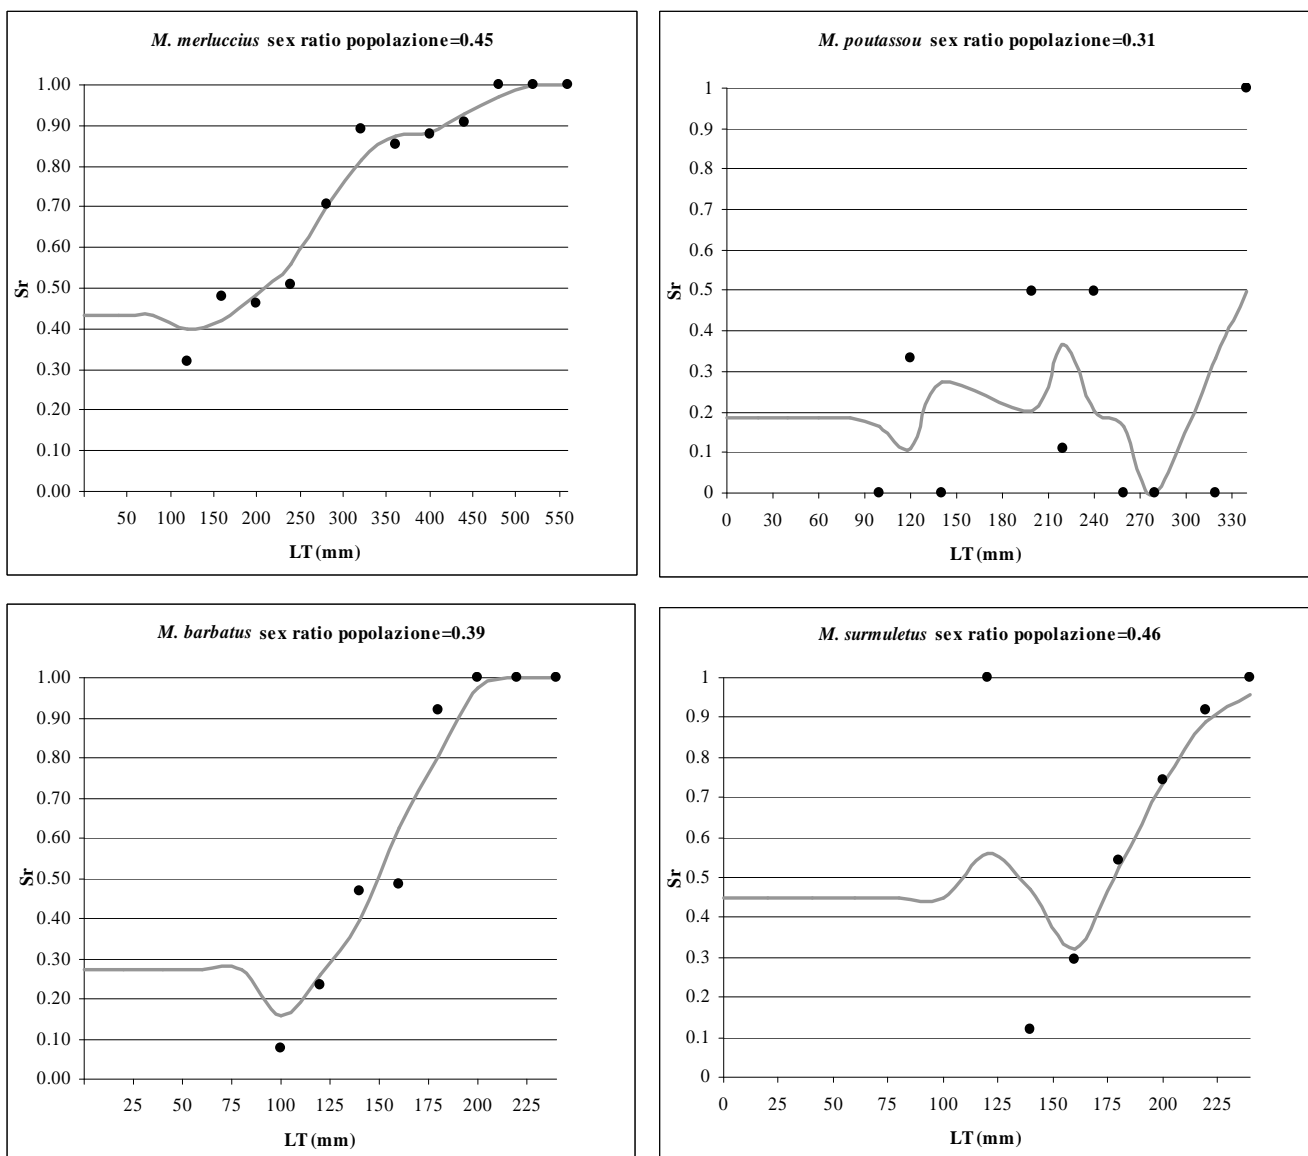 M. merluccius sex ratio popolazione=0.45
1.00
0.90
0.80
0.70
0.60
0.50
0.40
0.30
0.20
0.10
0.00
Sr
50 100 150 200 250 300 350 400 450 500 550
LT (mm)
M. poutassou sex ratio popolazione=0.31
1
0.9
0.8
0.7
0.6
0.5
0.4
0.3
0.2
0.1
0
Sr
0 30 60 90 120 150 180 210 240 270 300 330
LT (mm)
M. barbatus sex ratio popolazione=0.39
1.00
0.90
0.80
0.70
0.60
0.50
0.40
0.30
0.20
0.10
0.00
Sr
25 50 75 100 125 150 175 200 225
LT (mm)
M. surmuletus sex ratio popolazione=0.46
1
0.9
0.8
0.7
0.6
0.5
0.4
0.3
0.2
0.1
0
Sr
0 25 50 75 100 125 150 175 200 225
LT (mm)